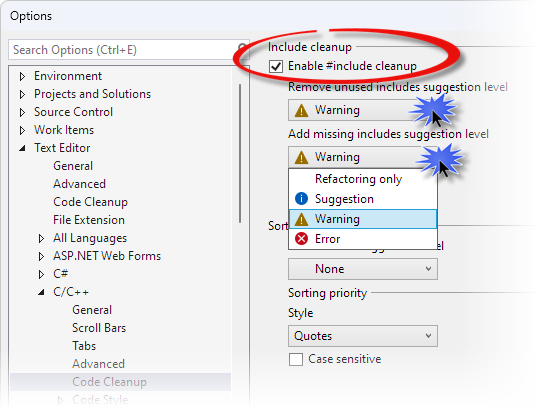 Options
Search Options (Ctrl+E)
Environment
Projects and Solutions
Source Control
Work Items
Text Editor
General
Advanced
Code Cleanup
File Extension
All Languages
ASP.NET Web Forms
C#
C/C++
General
Scroll Bars
Tabs
Advanced
Code Cleanup
Code Style
Include cleanup
Enable #include cleanup
Remove unused includes suggestion level
Warning
Add missing includes suggestion level
Warning
Refactoring only
Suggestion
Warning
Error
None
Sorting priority
Style
Quotes
Case sensitive